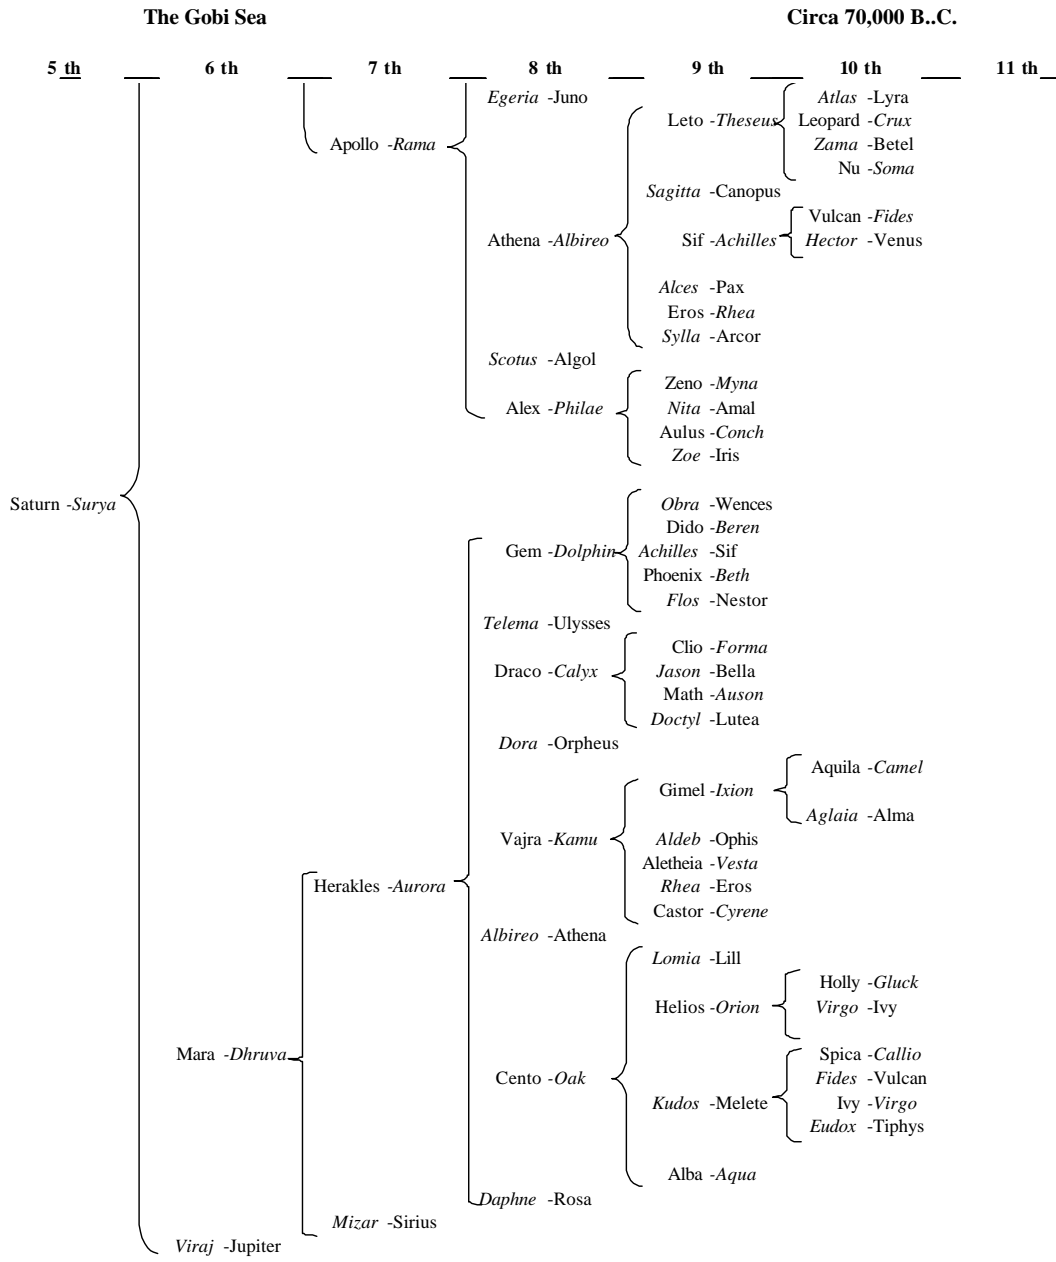 The Gobi Sea Circa 70,000 B..C.
5 th 6 th 7 th 8 th 9 th 10 th 11 th
Egeria -Juno
Atlas -Lyra
Leto -Theseus
Leopard -Crux
Apollo -Rama
Zama -Betel
Nu -Soma
Sagitta -Canopus
Vulcan -Fides
Athena -Albireo
Sif -Achilles
Hector -Venus
Alces -Pax
Eros -Rhea
Sylla -Arcor
Scotus -Algol
Zeno -Myna
Alex -Philae
Nita -Amal
Aulus -Conch
Zoe -Iris
Saturn -Surya
Obra -Wences
Dido -Beren
Gem -Dolphin
Achilles -Sif
Phoenix -Beth
Flos -Nestor
Telema -Ulysses
Clio -Forma
Draco -Calyx
Jason -Bella
Math -Auson
Doctyl -Lutea
Dora -Orpheus
Aquila -Camel
Gimel -Ixion
Aglaia -Alma
Vajra -Kamu
Aldeb -Ophis
Aletheia -Vesta
Herakles -Aurora
Rhea -Eros
Castor -Cyrene
Albireo -Athena
Lomia -Lill
Holly -Gluck
Helios -Orion
Virgo -Ivy
Mara -Dhruva
Spica -Callio
Cento -Oak
Fides -Vulcan
Kudos -Melete
Ivy -Virgo
Eudox -Tiphys
Alba -Aqua
Daphne -Rosa
Mizar -Sirius
Viraj -Jupiter